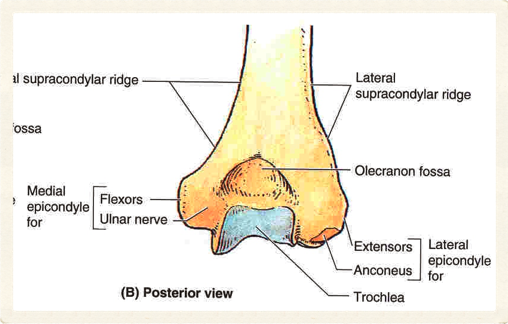 al supracondylar ridge
Lateral
supracondylar ridge
fossa
Olecranon fossa
Medial
epicondyle
for
Flexors
Ulnar nerve
Extensors
Anconeus
Lateral
epicondyle
for
Trochlea
(B) Posterior view